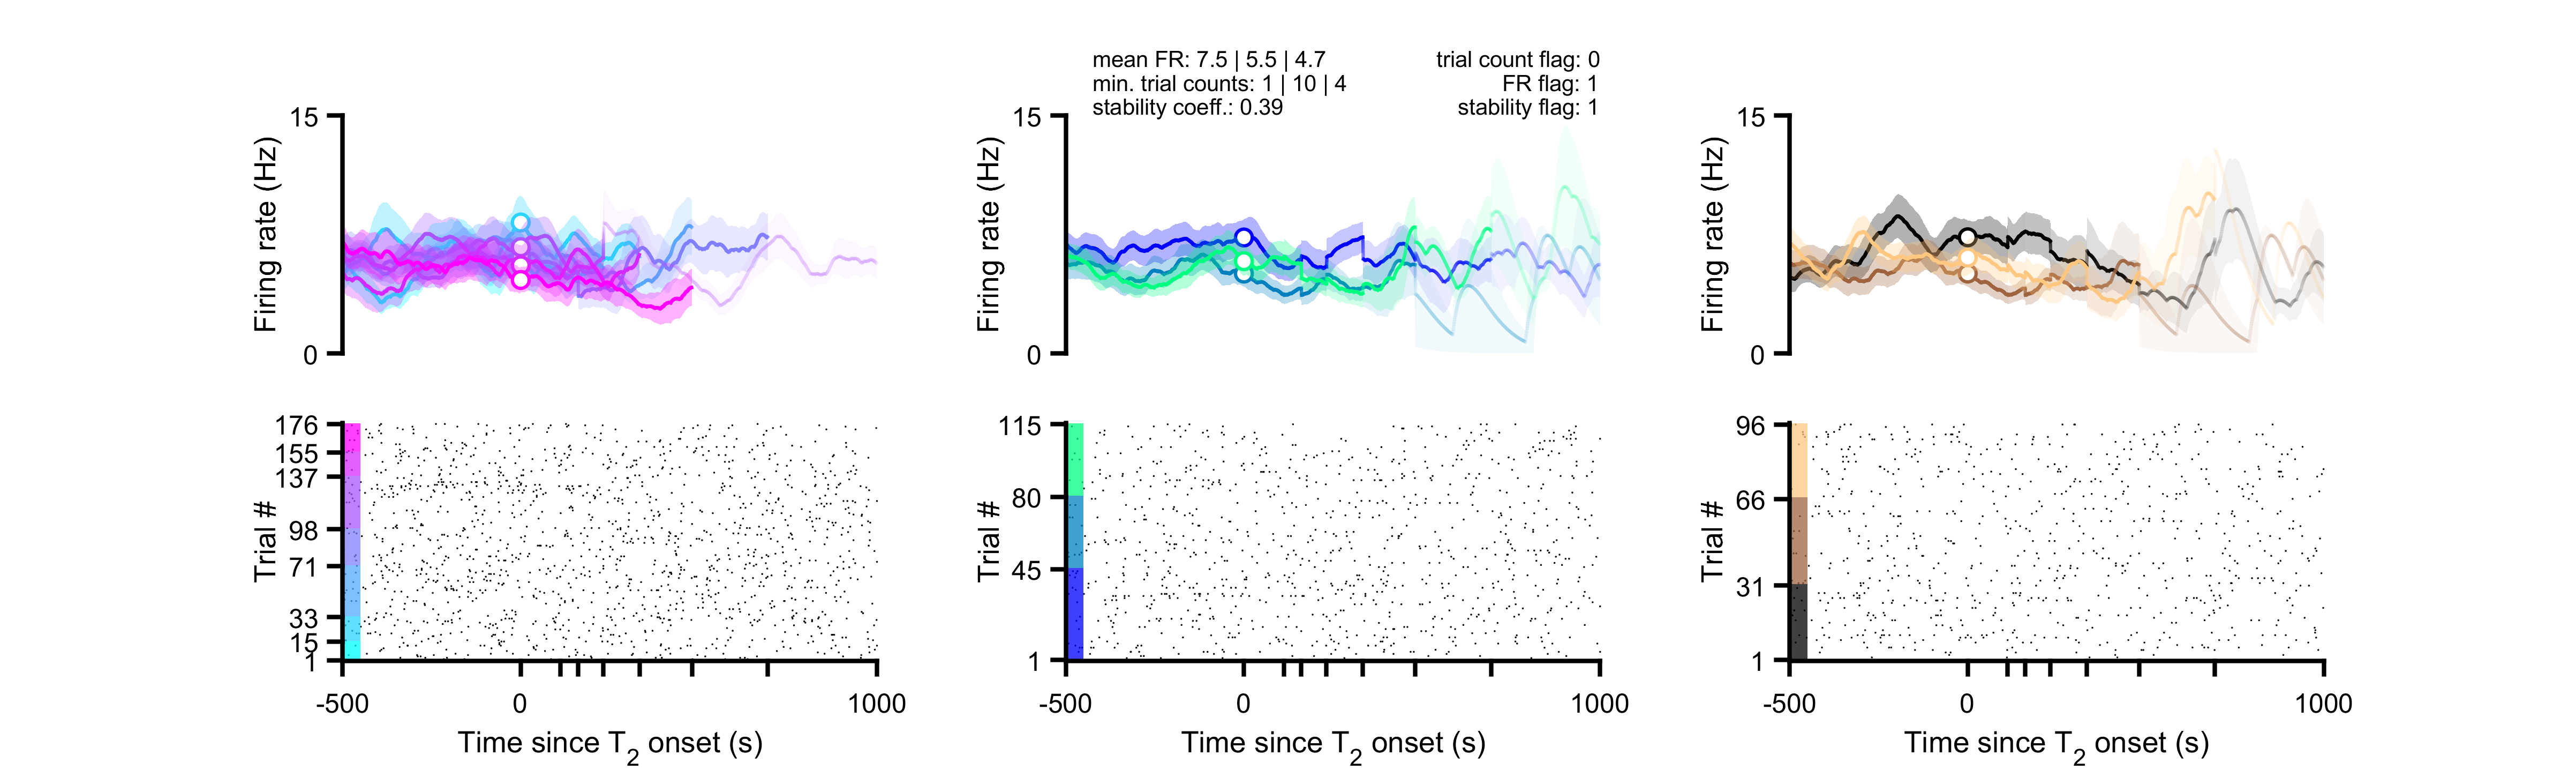 mean FR: 7.5 | 5.5 | 4.7
min. trial counts: 1 | 10 | 4
stability coeff.: 0.39
trial count flag: 0
FR flag: 1
stability flag: 1
15
0
Firing rate (Hz)
15
0
Firing rate (Hz)
15
0
Firing rate (Hz)
176
155
137
98
71
33
15
1
Trial #
-500
0
1000
Time since T2 onset (s)
115
80
45
1
Trial #
-500
0
1000
Time since T2 onset (s)
96
66
31
1
Trial #
-500
0
1000
Time since T2 onset (s)